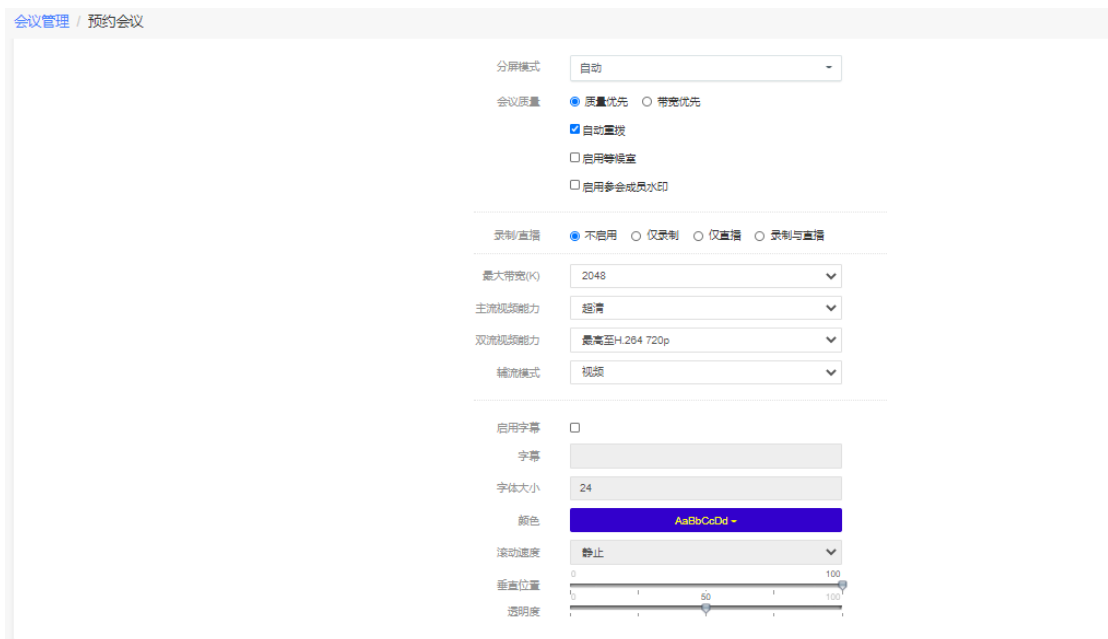 会议管理 / 预约会议
分屏模式 自动
会议质量 质量优先 带宽优先
自动重拨
启用等候室
启用参会成员水印
录制/直播 不启用 仅录制 仅直播 录制与直播
最大带宽(K) 2048
主流视频能力 超清
双流视频能力 最高至H.264 720p
辅流模式 视频
启用字幕
字幕
字体大小 24
颜色 AaBbCcDd
滚动速度 静止
0 100
垂直位置
0 50 100
透明度